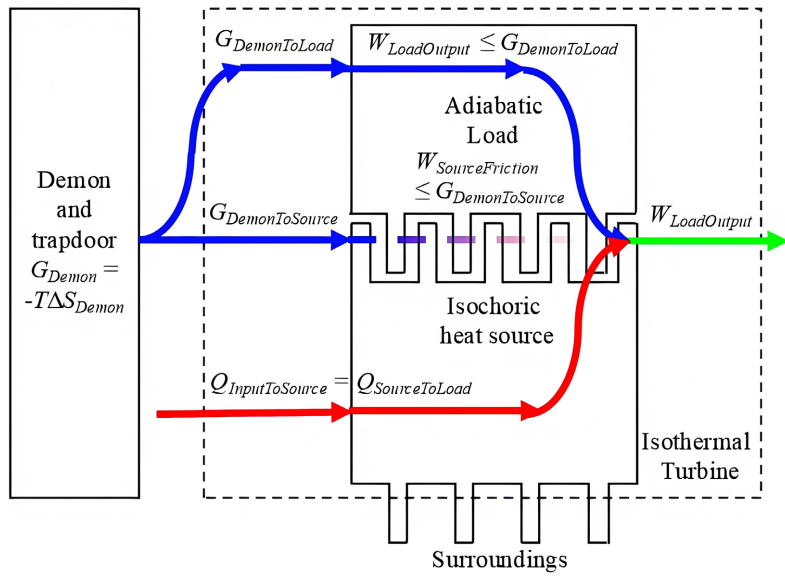 G_DemonToLoad
W_LoadOutput ≤ G_DemonToLoad
Adiabatic
Load
W_SourceFriction
≤ G_DemonToSource
Demon
and
trapdoor
G_Demon =
-TΔS_Demon
G_DemonToSource
W_LoadOutput
Isochoric
heat source
Q_InputToSource = Q_SourceToLoad
Isothermal
Turbine
Surroundings